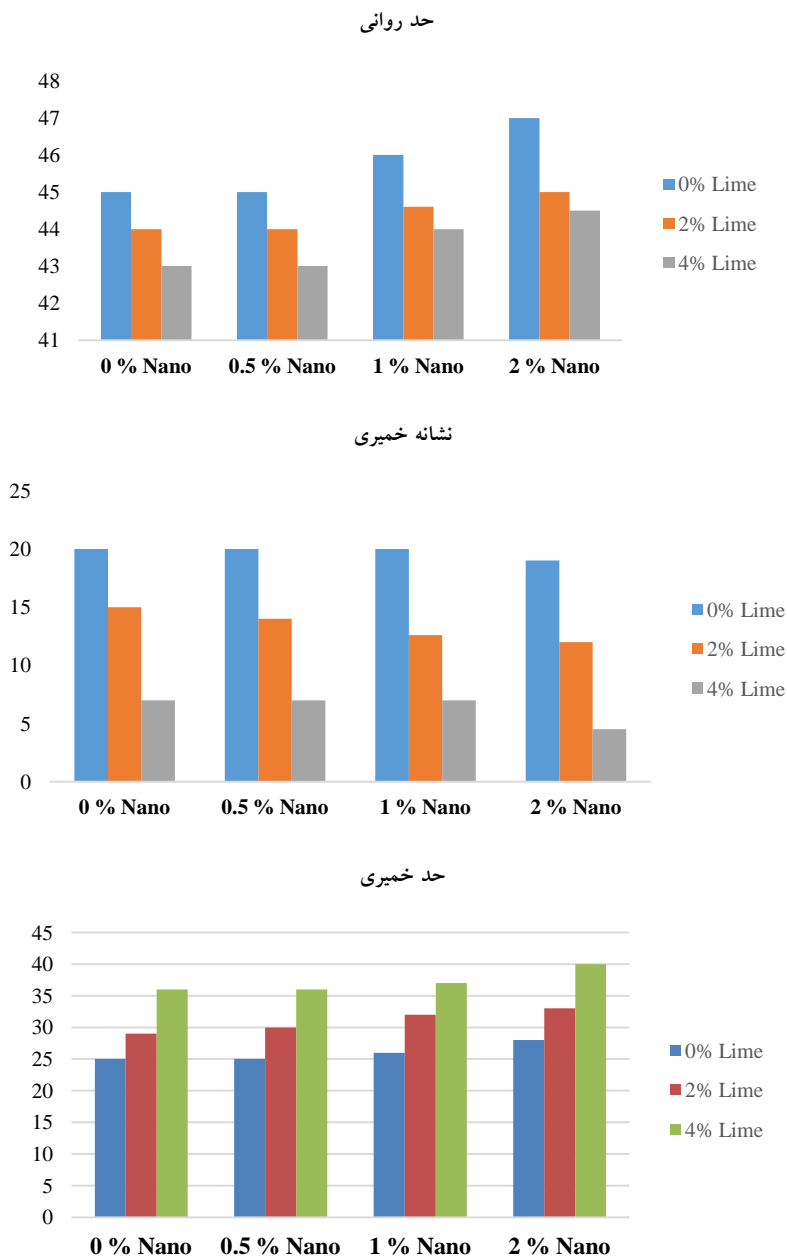 حد روانی
48
47
46
45
44
43
42
41
0 % Nano
0.5 % Nano
1 % Nano
2 % Nano
0% Lime
2% Lime
4% Lime
نشانه خمیری
25
20
15
10
5
0
0 % Nano
0.5 % Nano
1 % Nano
2 % Nano
0% Lime
2% Lime
4% Lime
حد خمیری
45
40
35
30
25
20
15
10
5
0
0 % Nano
0.5 % Nano
1 % Nano
2 % Nano
0% Lime
2% Lime
4% Lime